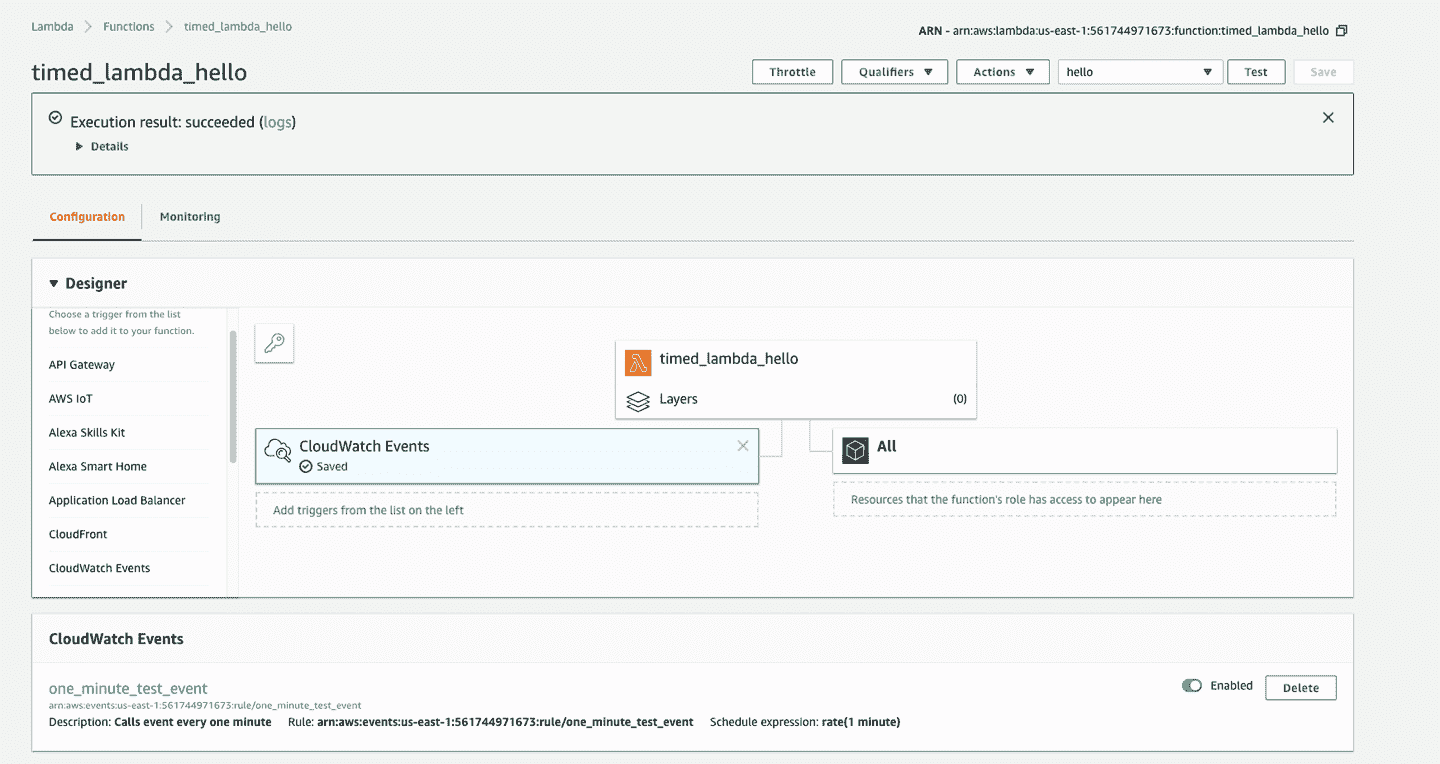 Lambda > Functions > timed_lambda_hello
ARN - arn:aws:lambda:us-east-1:561744971673:function:timed_lambda_hello
timed_lambda_hello
Throttle
Qualifiers
Actions
hello
Test
Save
Execution result: succeeded (logs)
Details
Configuration
Monitoring
Designer
Choose a trigger from the list
below to add it to your function.
API Gateway
AWS IoT
Alexa Skills Kit
Alexa Smart Home
Application Load Balancer
CloudFront
CloudWatch Events
timed_lambda_hello
Layers (0)
CloudWatch Events
Saved
Add triggers from the list on the left
All
Resources that the function's role has access to appear here
CloudWatch Events
one_minute_test_event
arn:aws:events:us-east-1:561744971673:rule/one_minute_test_event
Description: Calls event every one minute Rule: arn:aws:events:us-east-1:561744971673:rule/one_minute_test_event Schedule expression: rate(1 minute)
Enabled
Delete